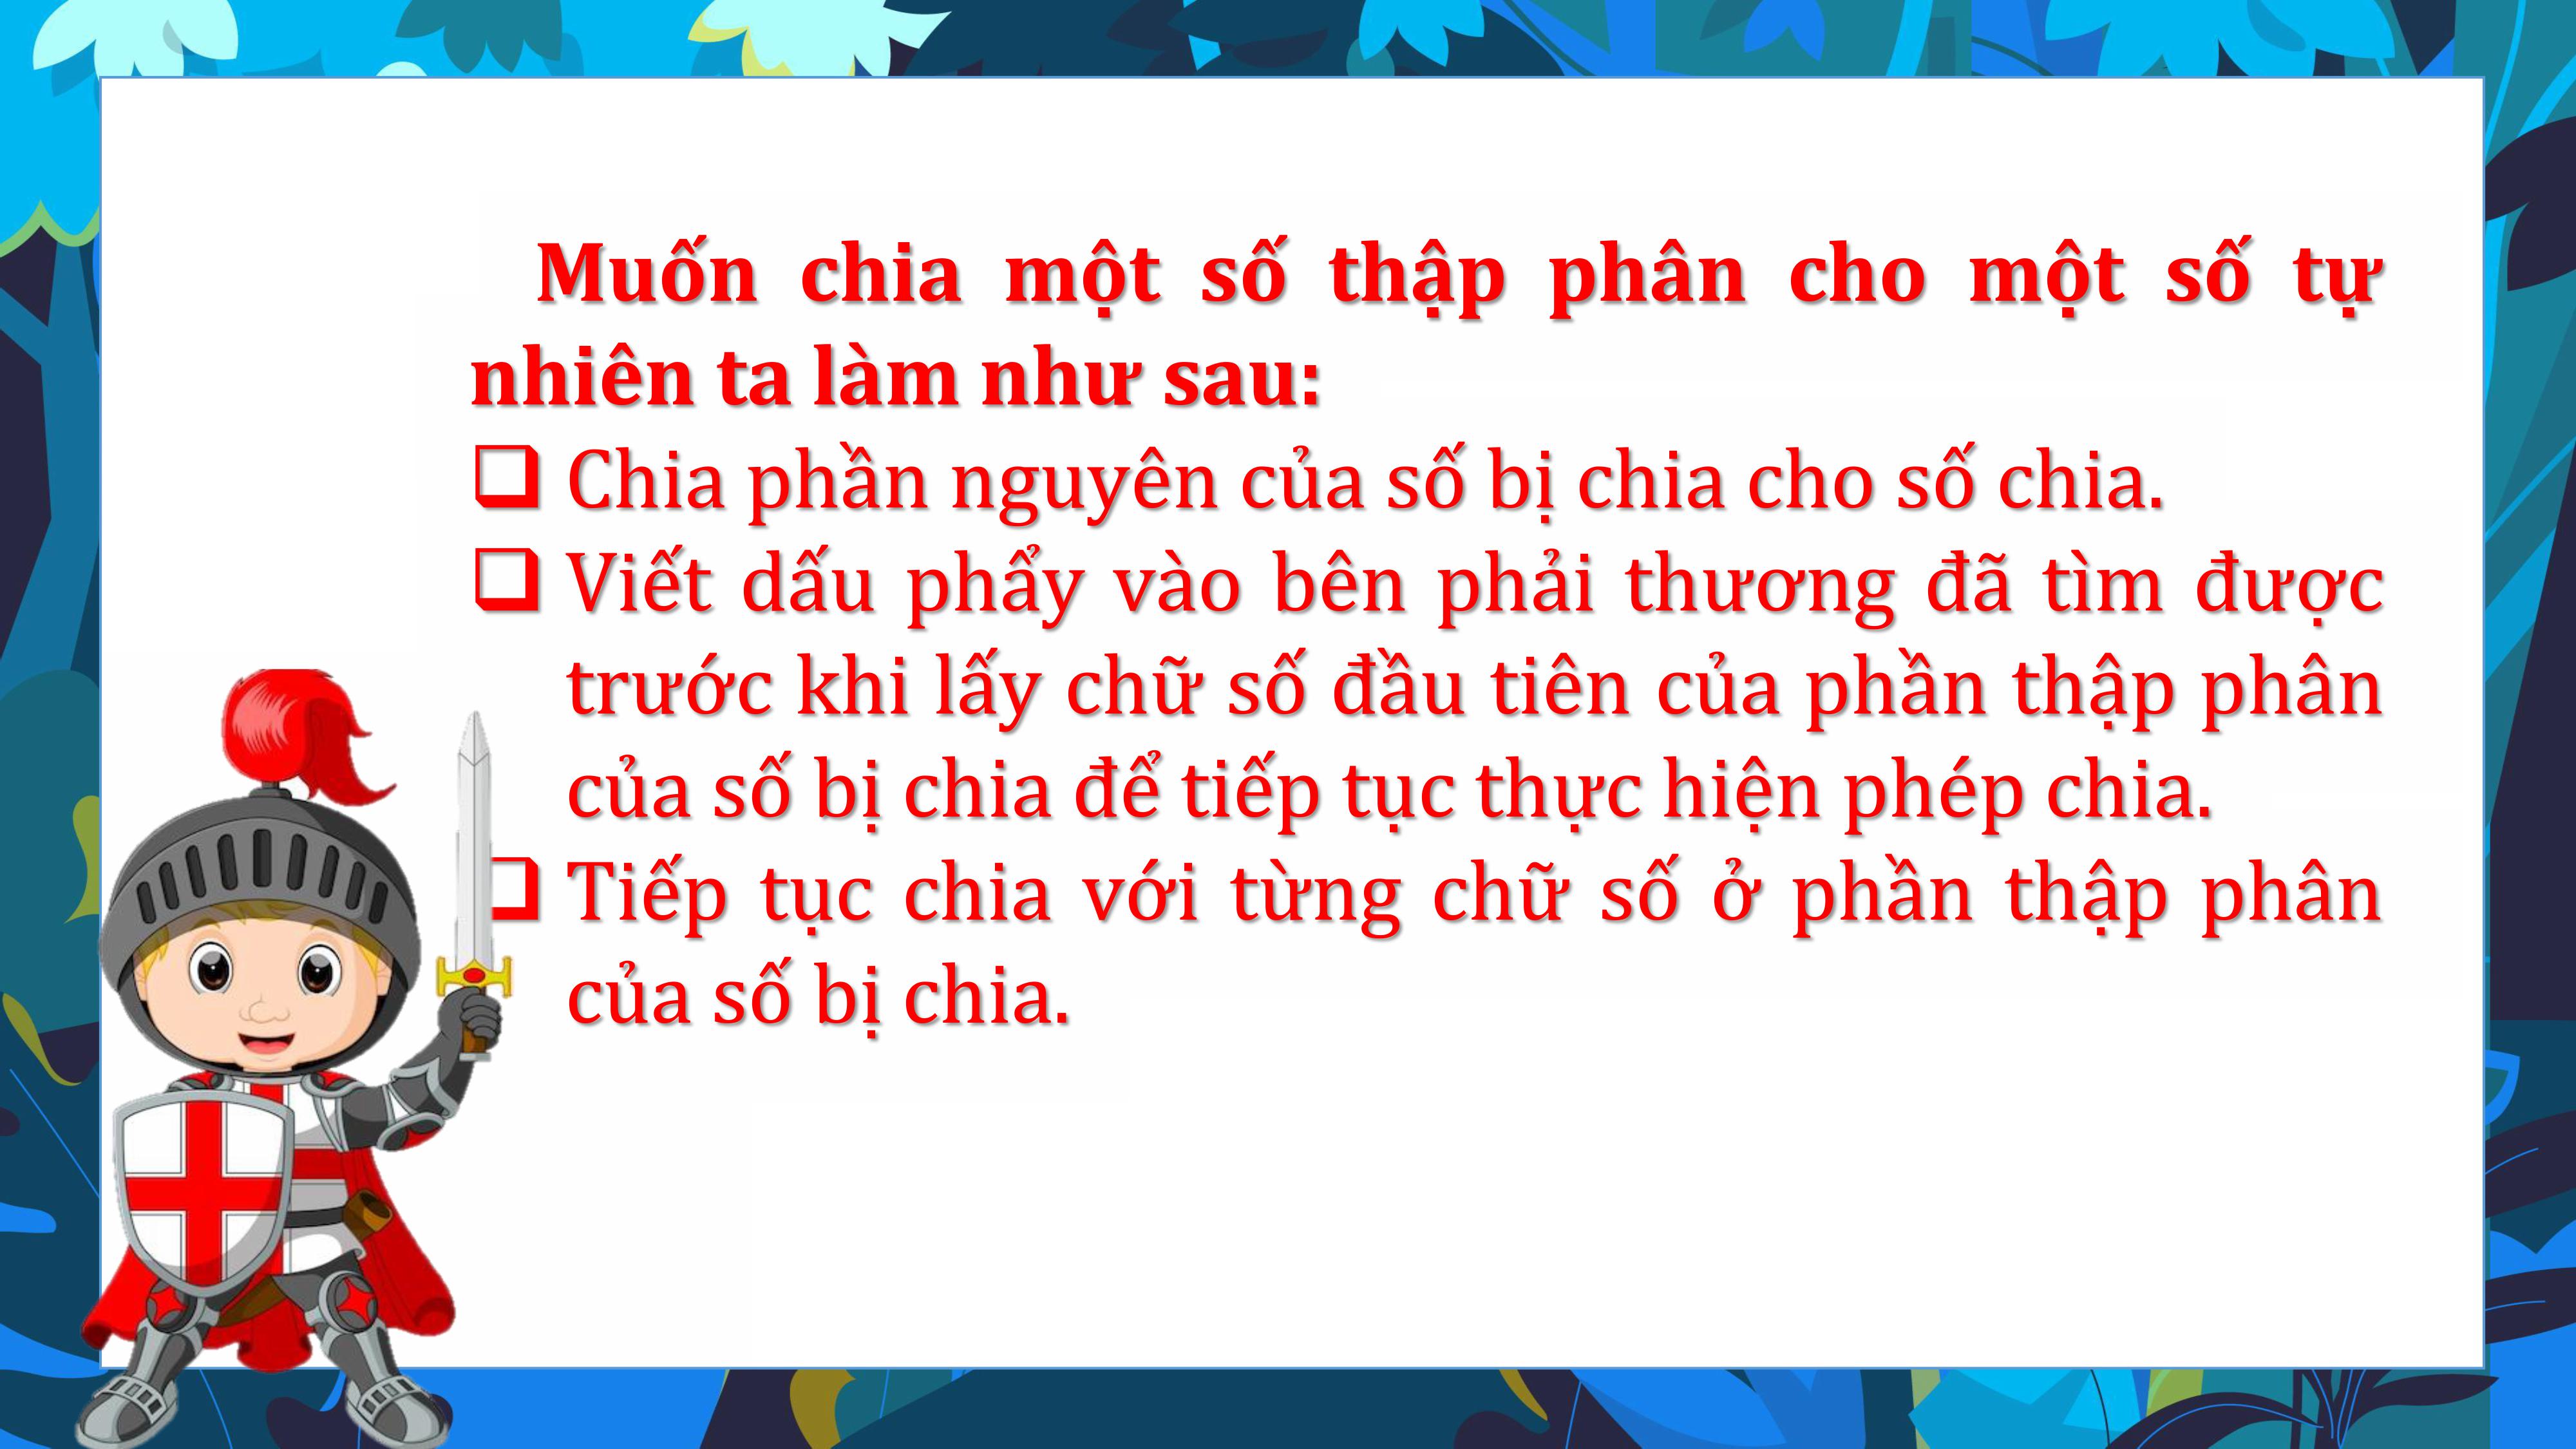 Muốn chia một số thập phân cho một số tự
nhiên ta làm như sau:
❑ Chia phần nguyên của số bị chia cho số chia.
❑ Viết dấu phẩy vào bên phải thương đã tìm được
trước khi lấy chữ số đầu tiên của phần thập phân
của số bị chia để tiếp tục thực hiện phép chia.
❑ Tiếp tục chia với từng chữ số ở phần thập phân
của số bị chia.